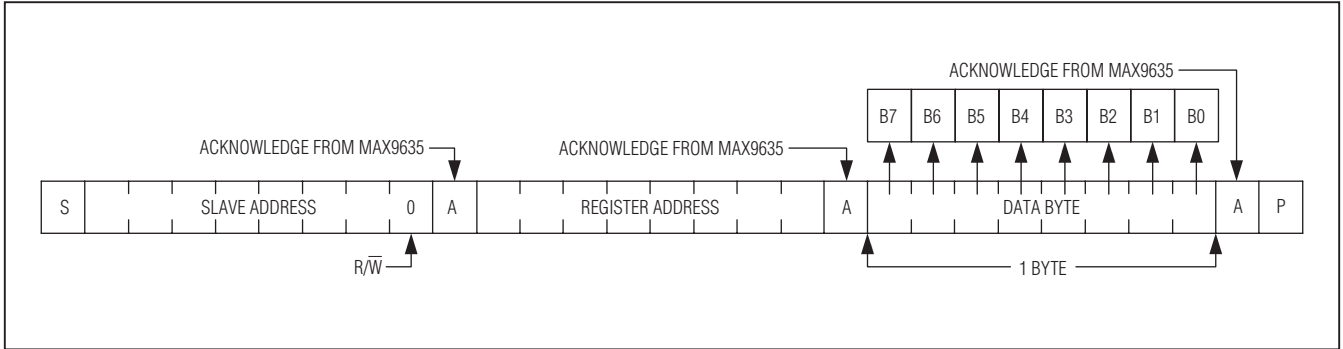 ACKNOWLEDGE FROM MAX9635
B7 B6 B5 B4 B3 B2 B1 B0
ACKNOWLEDGE FROM MAX9635 ACKNOWLEDGE FROM MAX9635
S SLAVE ADDRESS 0 A REGISTER ADDRESS A DATA BYTE A P
R/W̅ 1 BYTE